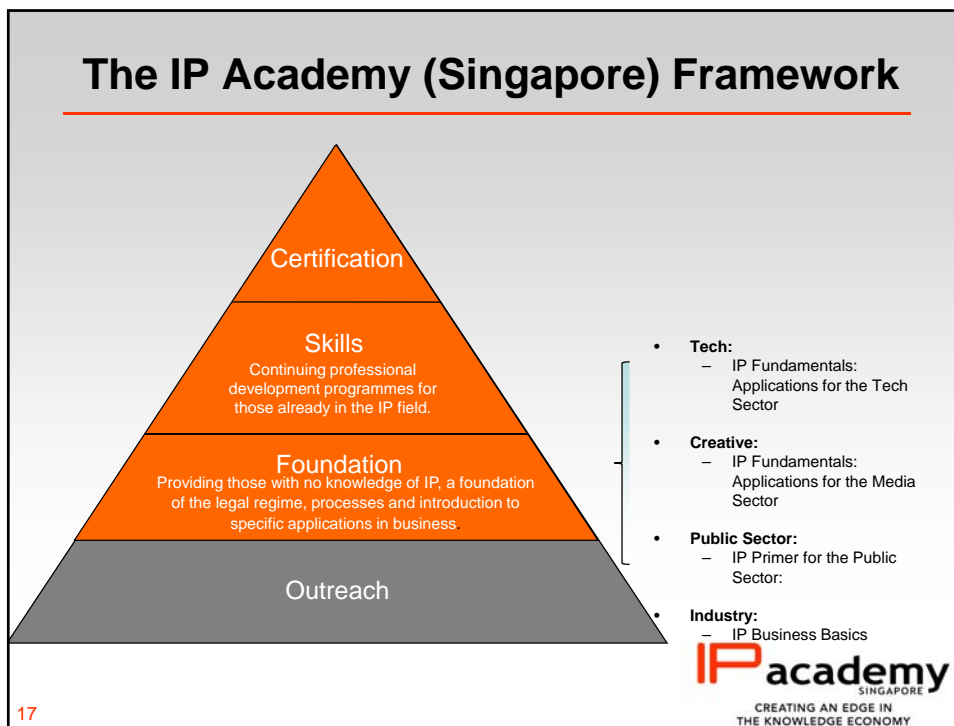 The IP Academy (Singapore) Framework
Certification
Skills
Continuing professional
development programmes for
those already in the IP field.
Foundation
Providing those with no knowledge of IP, a foundation
of the legal regime, processes and introduction to
specific applications in business.
Outreach
• Tech:
– IP Fundamentals:
Applications for the Tech
Sector
• Creative:
– IP Fundamentals:
Applications for the Media
Sector
• Public Sector:
– IP Primer for the Public
Sector:
• Industry:
– IP Business Basics
IP academy
SINGAPORE
CREATING AN EDGE IN
THE KNOWLEDGE ECONOMY
17